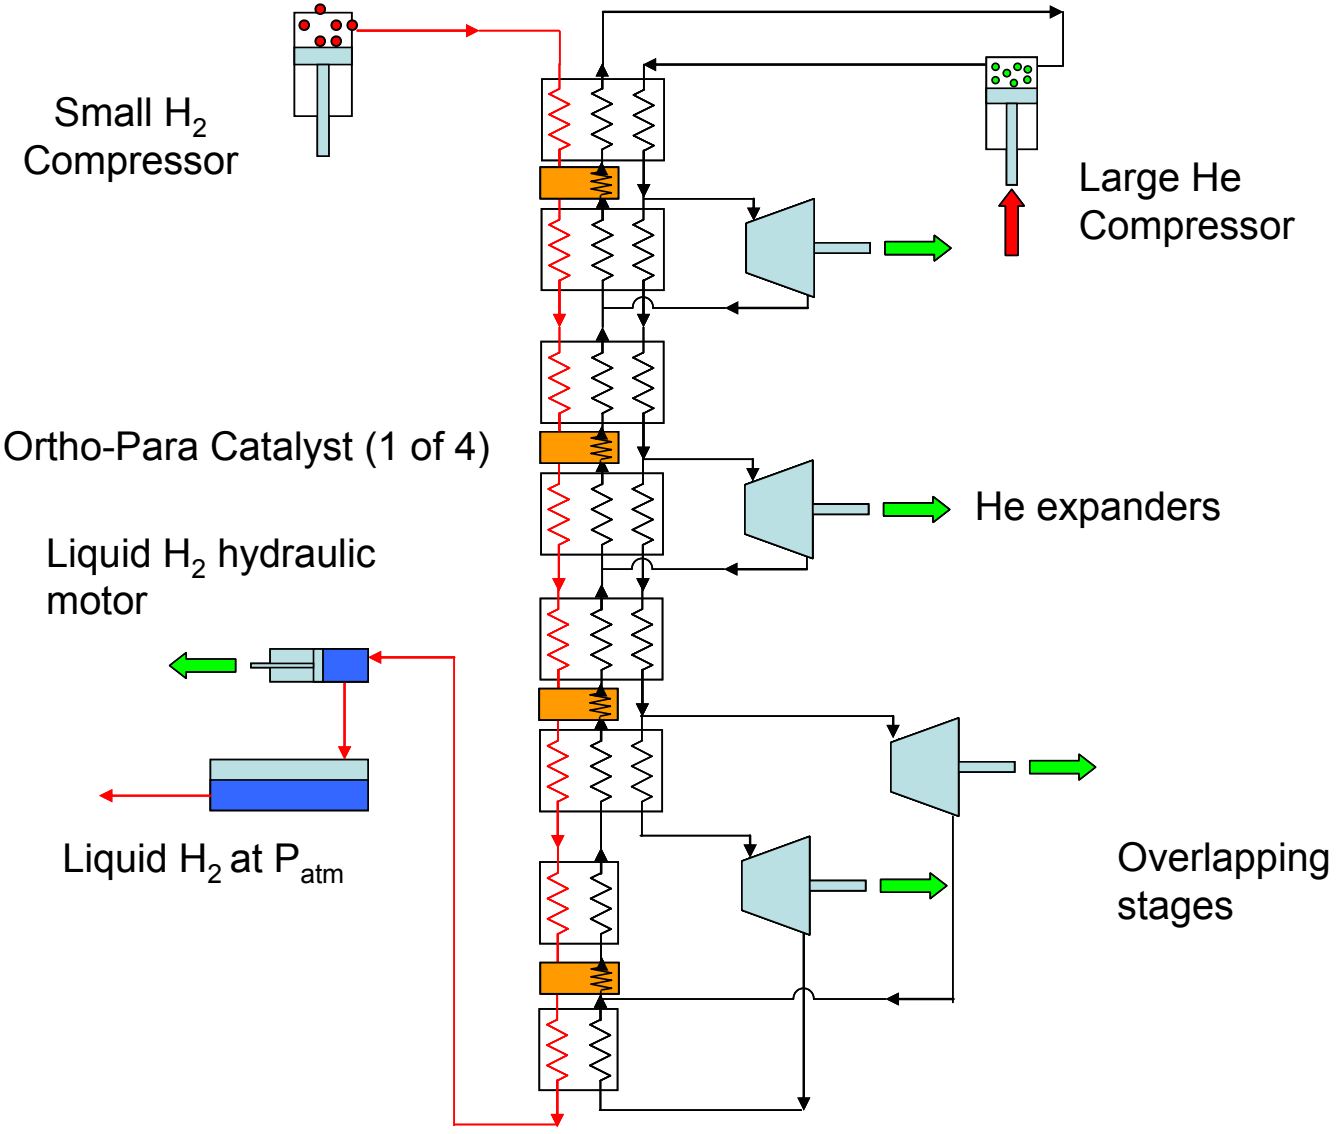 Small H₂
Compressor
Large He
Compressor
Ortho-Para Catalyst (1 of 4)
He expanders
Liquid H₂ hydraulic
motor
Liquid H₂ at Pₐₜₘ
Overlapping
stages